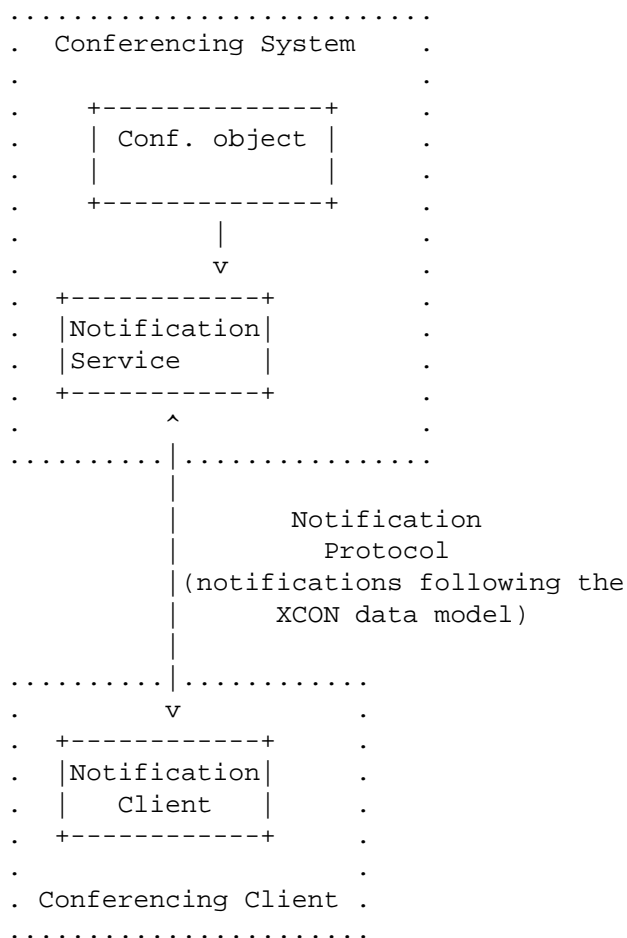 Conferencing System
Conf. object
Notification
Service
Notification
Protocol
(notifications following the
XCON data model)
Notification
Client
Conferencing Client